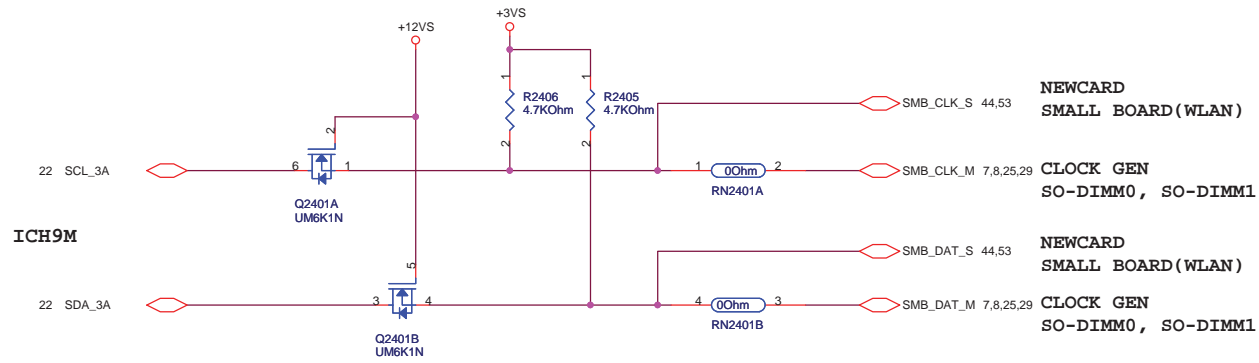 +12VS
+3VS
1
1
R2406
4.7KOhm
R2405
4.7KOhm
2
2
SMB_CLK_S 44,53
NEWCARD
SMALL BOARD(WLAN)
22 SCL_3A
2
6
1
Q2401A
UM6K1N
1
0Ohm
2
RN2401A
SMB_CLK_M 7,8,25,29
CLOCK GEN
SO-DIMM0, SO-DIMM1
ICH9M
SMB_DAT_S 44,53
NEWCARD
SMALL BOARD(WLAN)
22 SDA_3A
5
3
4
Q2401B
UM6K1N
4
0Ohm
3
RN2401B
SMB_DAT_M 7,8,25,29
CLOCK GEN
SO-DIMM0, SO-DIMM1